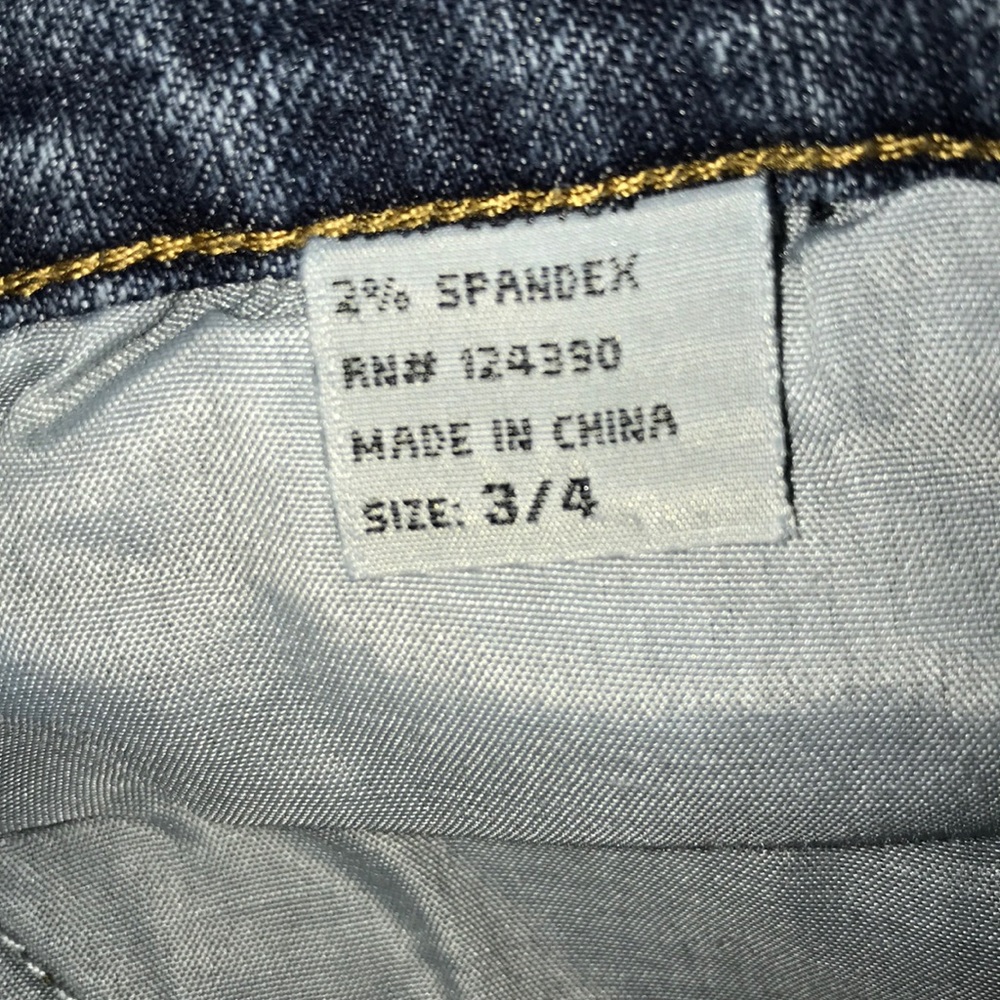 2% SPANDEX
RN# 124390
MADE IN CHINA
SIZE: 3/4